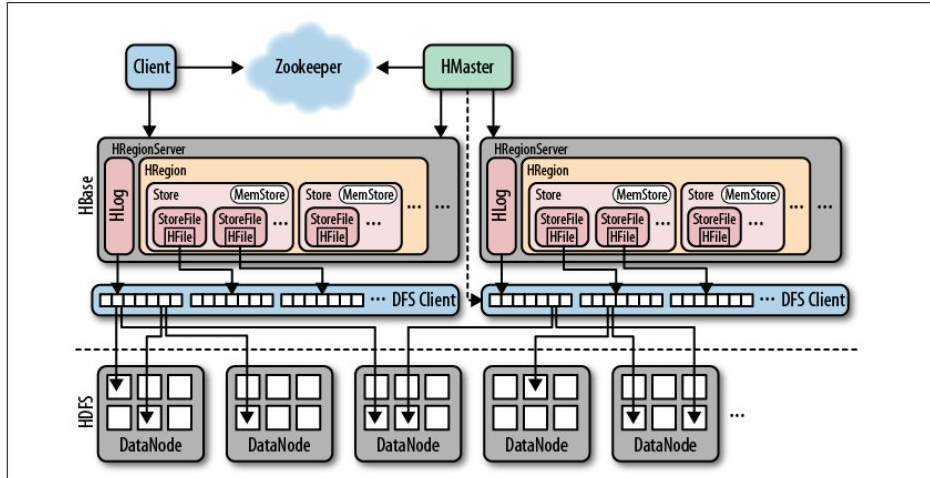 Client
Zookeeper
HMaster
HBase
HRegionServer
HLog
HRegion
Store
MemStore
StoreFile
HFile
StoreFile
HFile
...
Store
MemStore
StoreFile
HFile
...
...
...
HRegionServer
HLog
HRegion
Store
MemStore
StoreFile
HFile
StoreFile
HFile
...
Store
MemStore
StoreFile
HFile
...
...
... DFS Client
... DFS Client
HDFS
DataNode
DataNode
DataNode
DataNode
DataNode
...